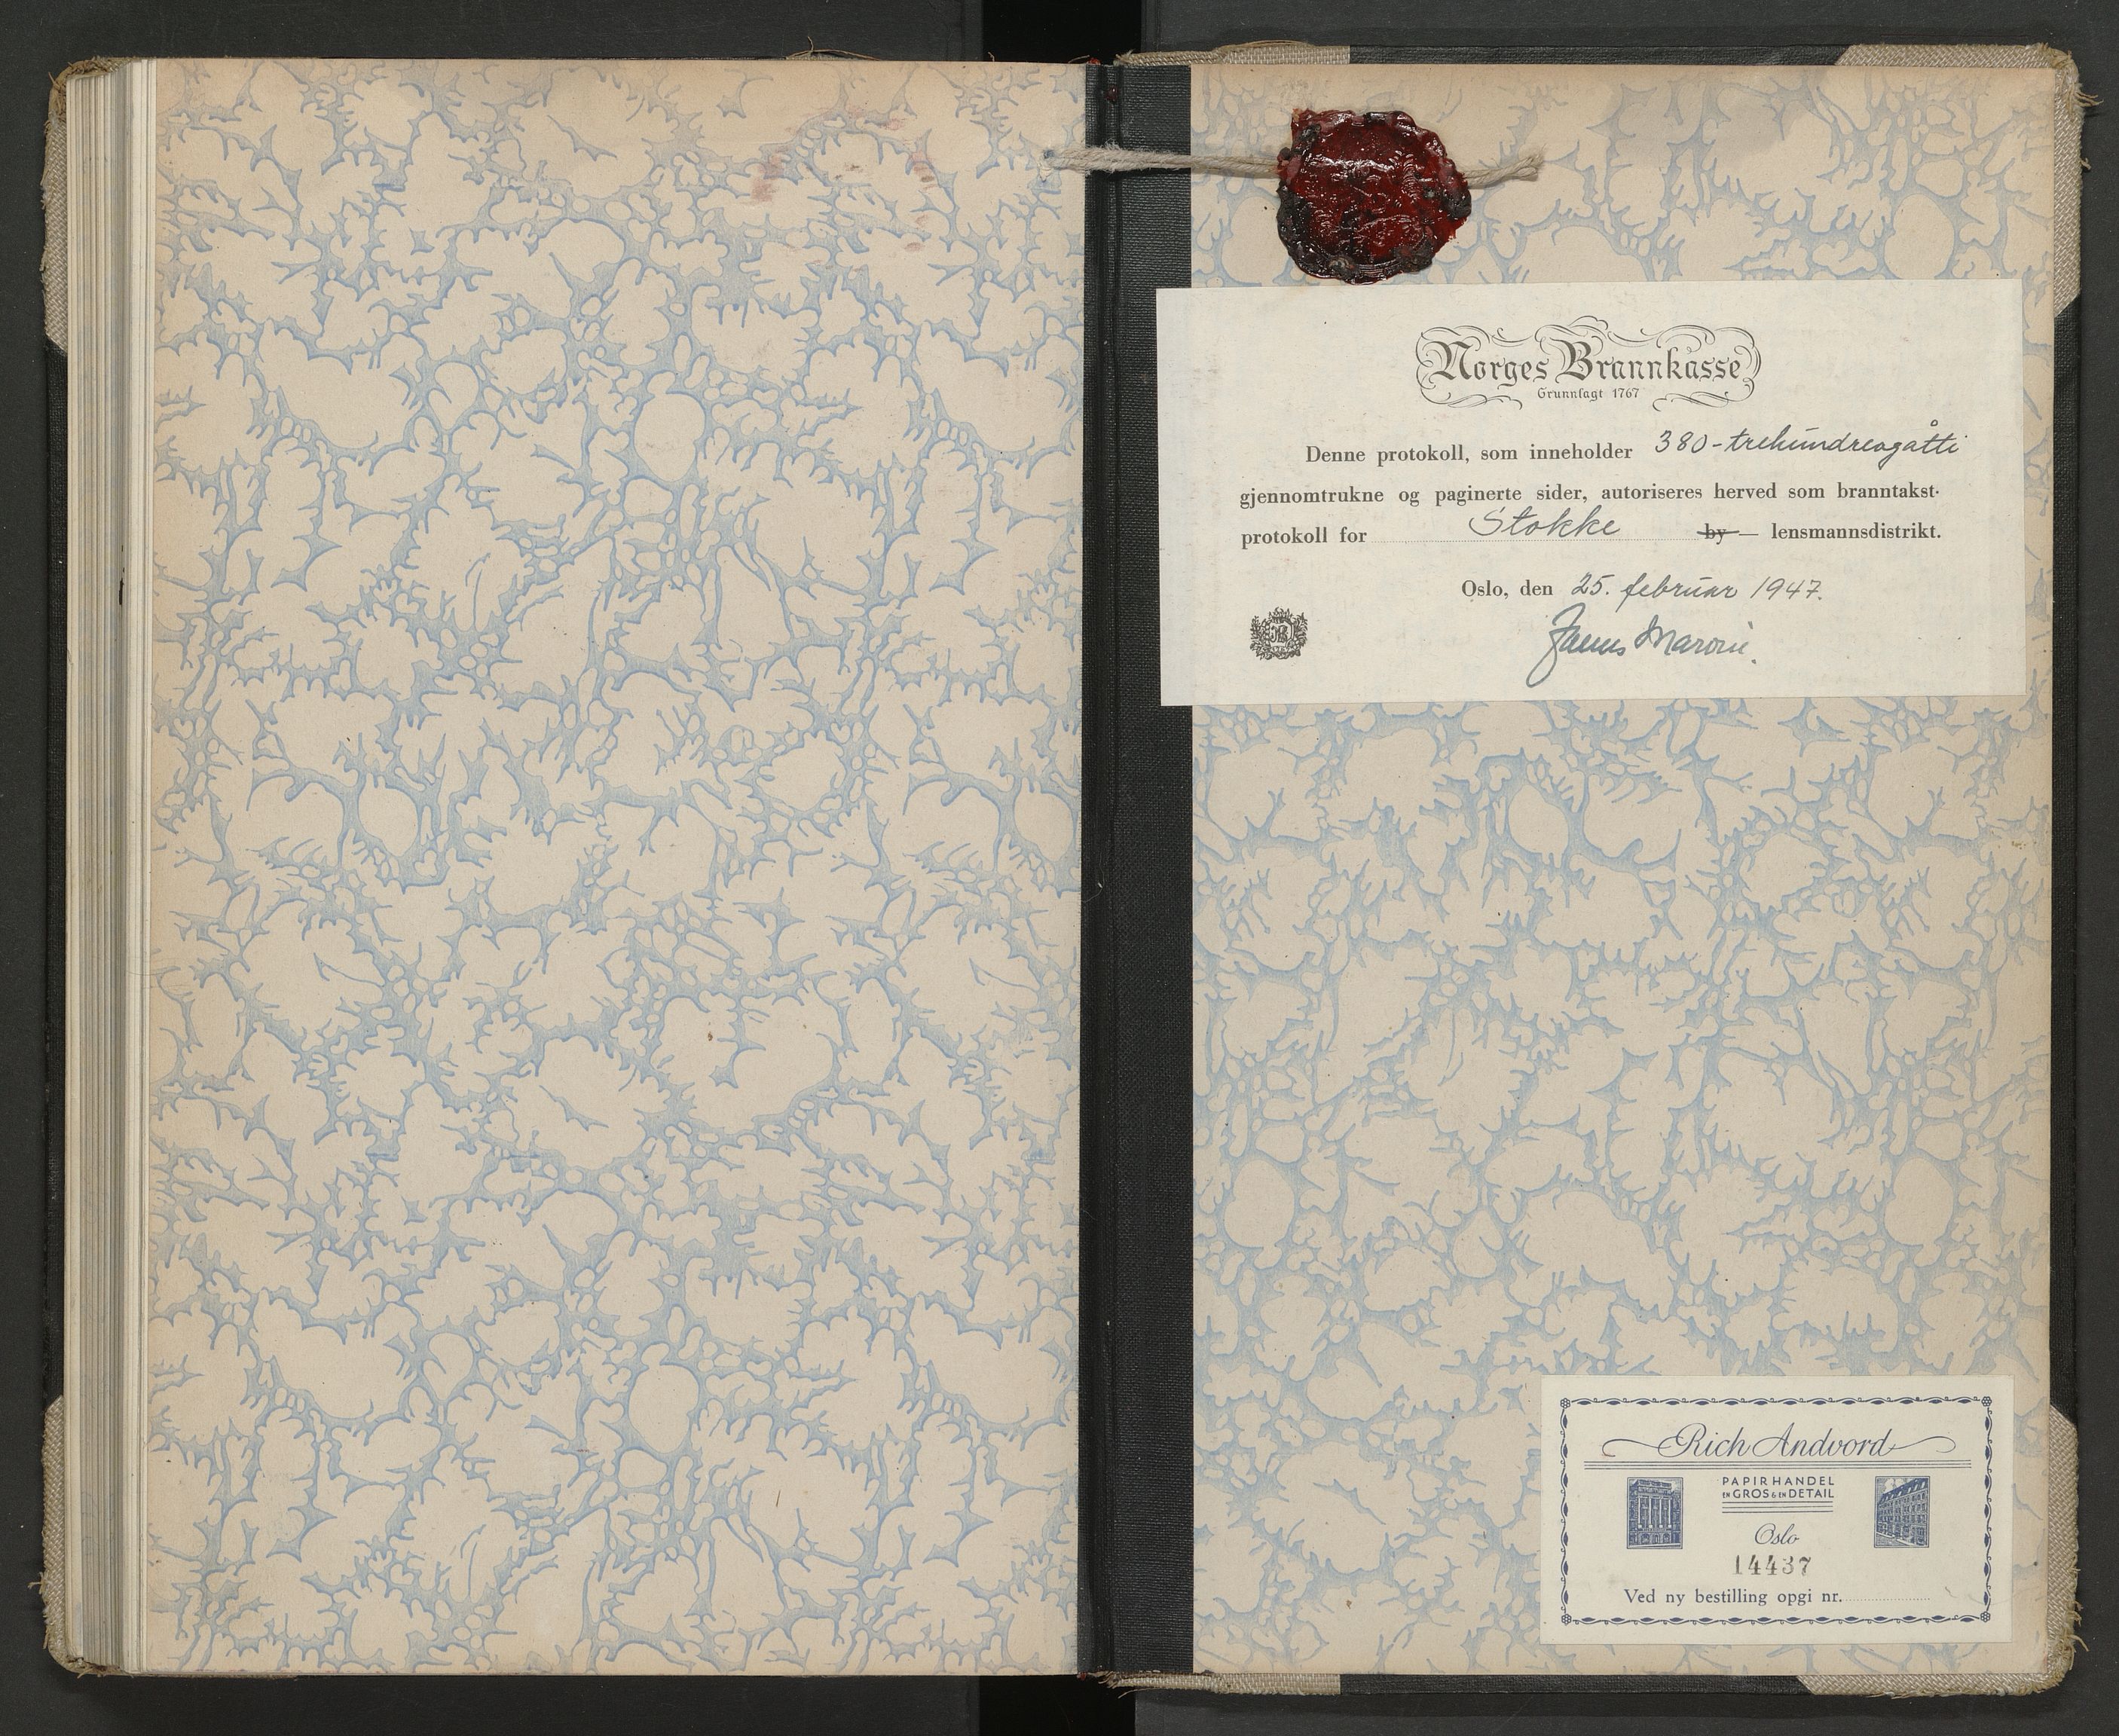 Norges Brannkasse
Grunnlagt 1767
Denne protokoll, som inneholder 380-trehundreogåtti
gjennomtrukne og paginerte sider, autoriseres herved som branntakst-
protokoll for Stokke by — lensmannsdistrikt.
Oslo, den 25. februar 1947.
Rich Andvord
PAPIRHANDEL
EN GROS & EN DETAIL
Oslo
14437
Ved ny bestilling opgi nr.